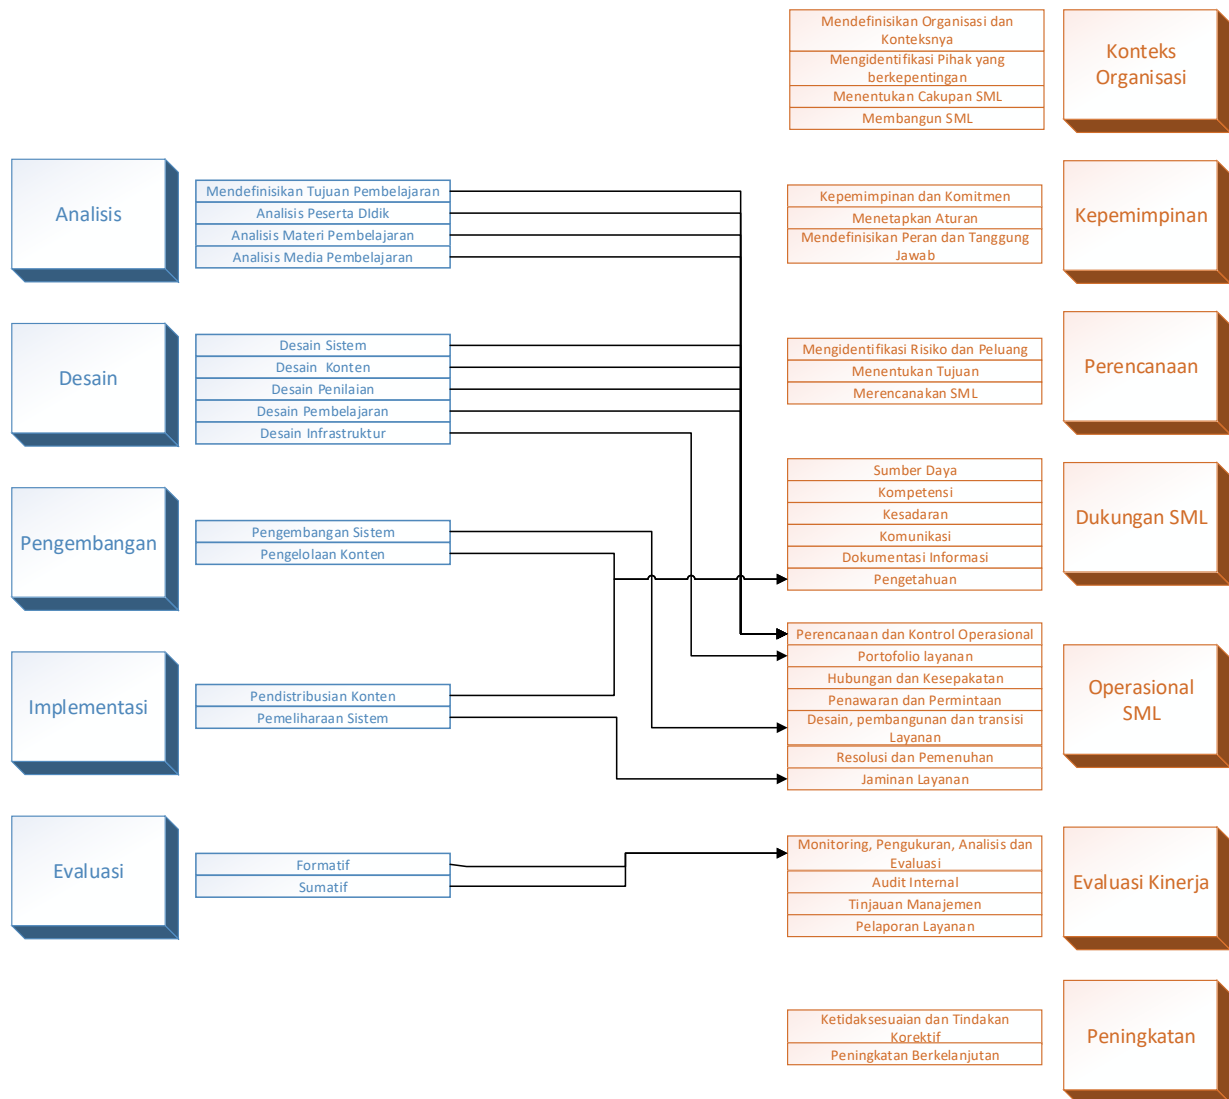 Mendefinisikan Organisasi dan
Konteksnya
Mengidentifikasi Pihak yang
berkepentingan
Menentukan Cakupan SML
Membangun SML
Konteks
Organisasi
Analisis
Mendefinisikan Tujuan Pembelajaran
Analisis Peserta DIdik
Analisis Materi Pembelajaran
Analisis Media Pembelajaran
Kepemimpinan dan Komitmen
Menetapkan Aturan
Mendefinisikan Peran dan Tanggung
Jawab
Kepemimpinan
Desain
Desain Sistem
Desain Konten
Desain Penilaian
Desain Pembelajaran
Desain Infrastruktur
Mengidentifikasi Risiko dan Peluang
Menentukan Tujuan
Merencanakan SML
Perencanaan
Pengembangan
Pengembangan Sistem
Pengelolaan Konten
Sumber Daya
Kompetensi
Kesadaran
Komunikasi
Dokumentasi Informasi
Pengetahuan
Dukungan SML
Implementasi
Pendistribusian Konten
Pemeliharaan Sistem
Perencanaan dan Kontrol Operasional
Portofolio layanan
Hubungan dan Kesepakatan
Penawaran dan Permintaan
Desain, pembangunan dan transisi
Layanan
Resolusi dan Pemenuhan
Jaminan Layanan
Operasional
SML
Evaluasi
Formatif
Sumatif
Monitoring, Pengukuran, Analisis dan
Evaluasi
Audit Internal
Tinjauan Manajemen
Pelaporan Layanan
Evaluasi Kinerja
Ketidaksesuaian dan Tindakan
Korektif
Peningkatan Berkelanjutan
Peningkatan